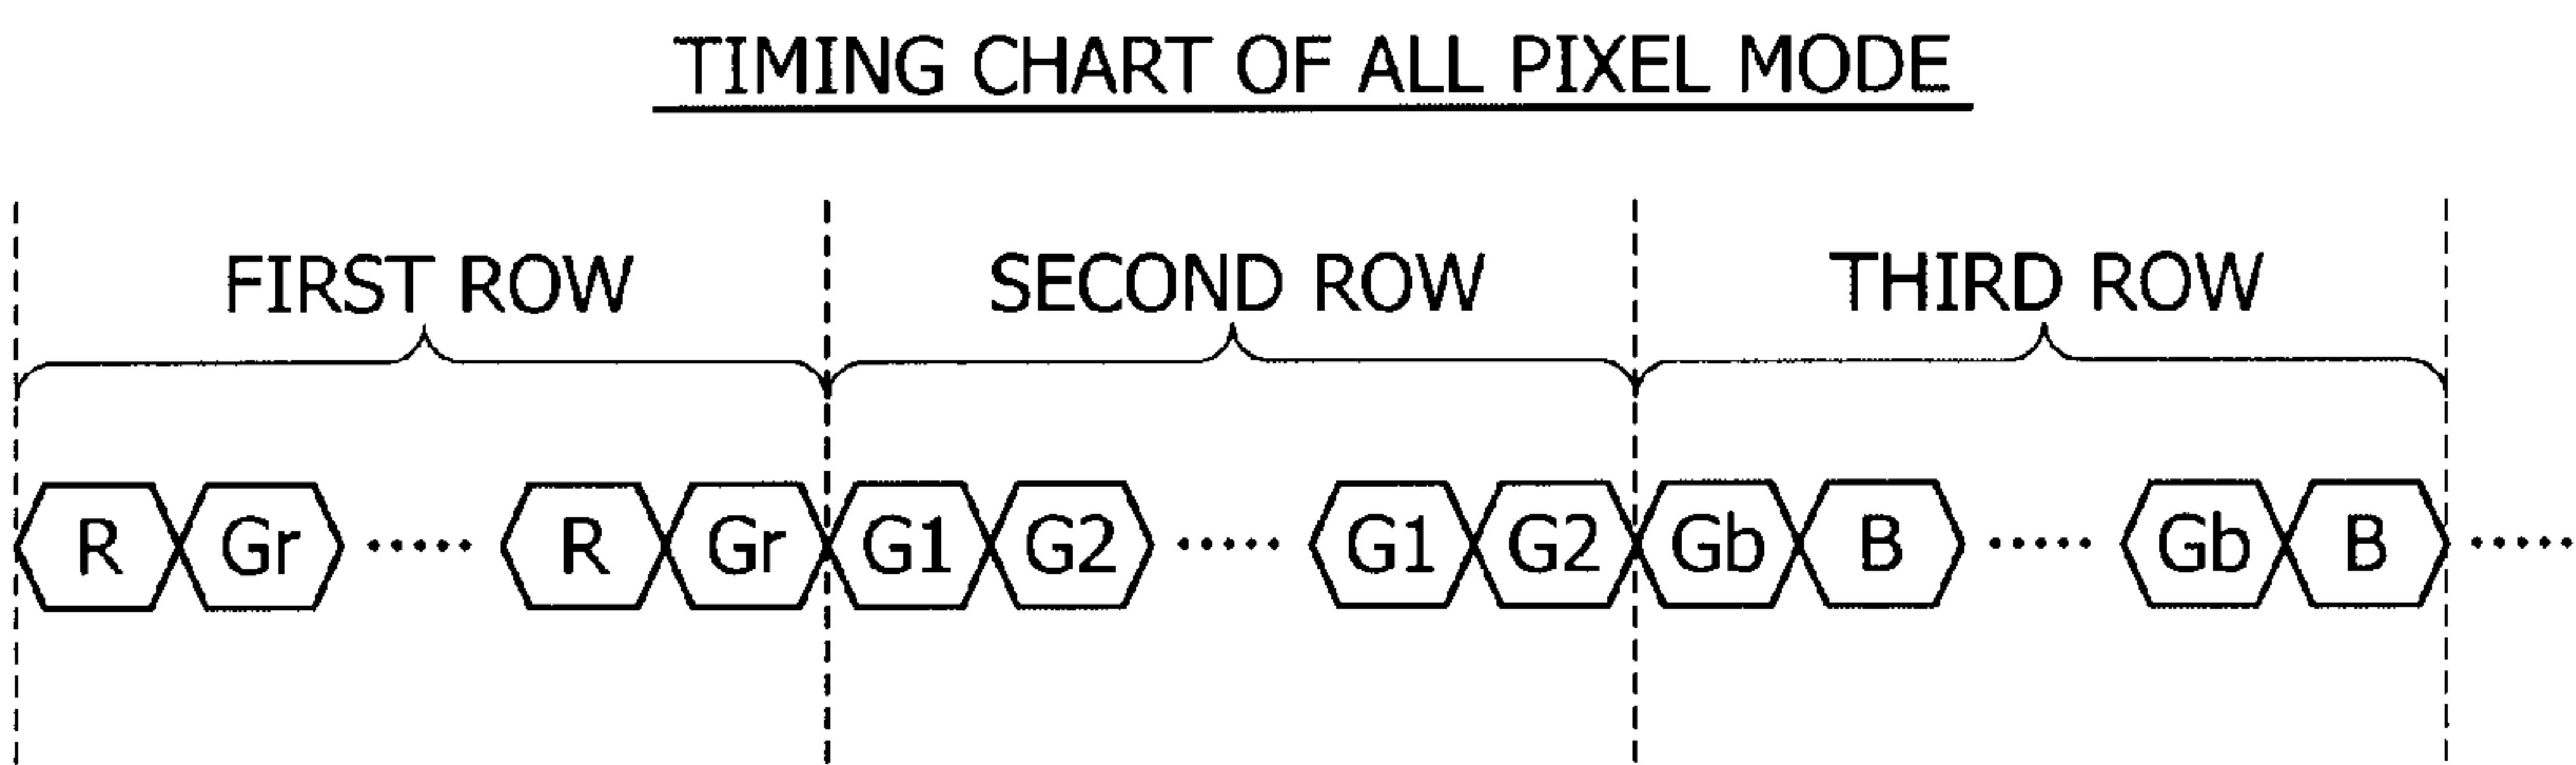 TIMING CHART OF ALL PIXEL MODE
FIRST ROW SECOND ROW THIRD ROW
R Gr ..... R Gr G1 G2 ..... G1 G2 Gb B ..... Gb B .....